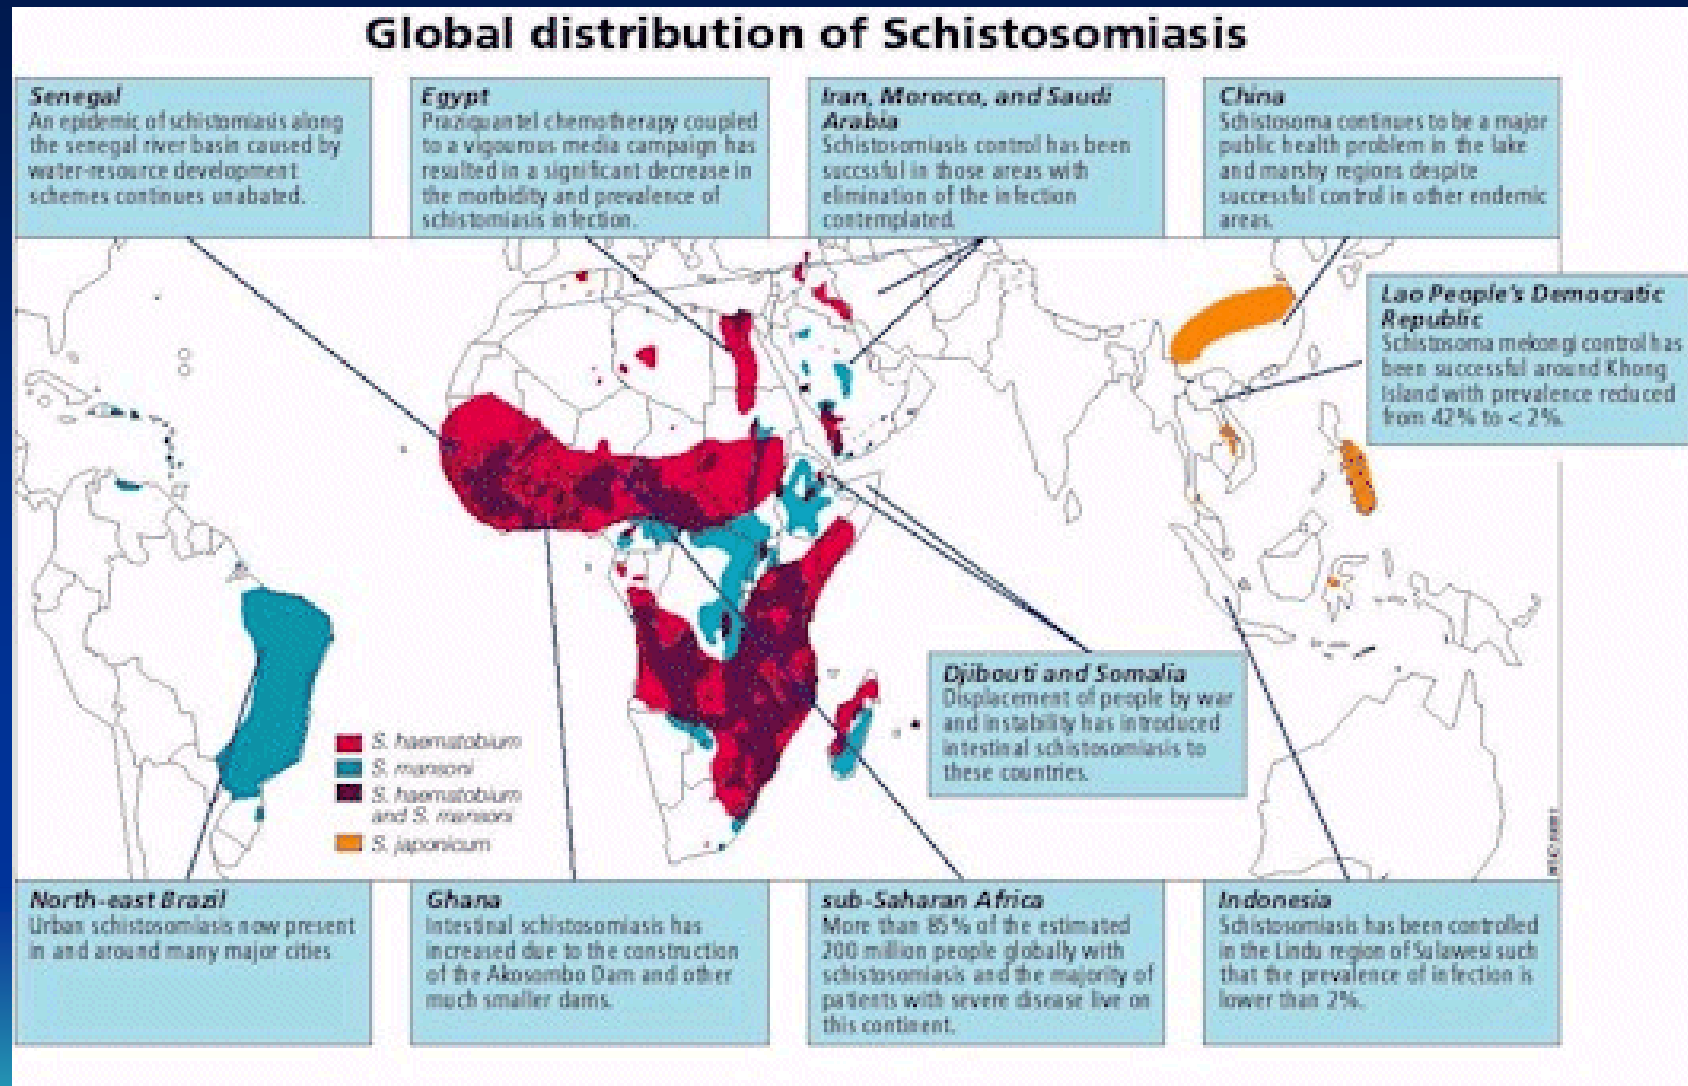 Global distribution of Schistosomiasis
Senegal
An epidemic of schistomiasis along
the senegal river basin caused by
water-resource development
schemes continues unabated.
Egypt
Praziquantel chemotherapy coupled
to a vigourous media campaign has
resulted in a significant decrease in
the morbidity and prevalence of
schistomiasis infection.
Iran, Morocco, and Saudi
Arabia
Schistosomiasis control has been
succssful in those areas with
elimination of the infection
contemplated.
China
Schistosoma continues to be a major
public health problem in the lake
and marshy regions despite
successful control in other endemic
areas.
Lao People's Democratic
Republic
Schistosoma mekongi control has
been successful around Khong
Island with prevalence reduced
from 42% to < 2%.
Djibouti and Somalia
Displacement of people by war
and instability has introduced
intestinal schistosomiasis to
these countries.
S. haematobium
S. mansoni
S. haematobium
and S. mansoni
S. japonicum
North-east Brazil
Urban schistosomiasis now present
in and around many major cities
Ghana
Intestinal schistosomiasis has
increased due to the construction
of the Akosombo Dam and other
much smaller dams.
sub-Saharan Africa
More than 85% of the estimated
200 million people globally with
schistosomiasis and the majority of
patients with severe disease live on
this continent.
Indonesia
Schistosomiasis has been controlled
in the Lindu region of Sulawesi such
that the prevalence of infection is
lower than 2%.